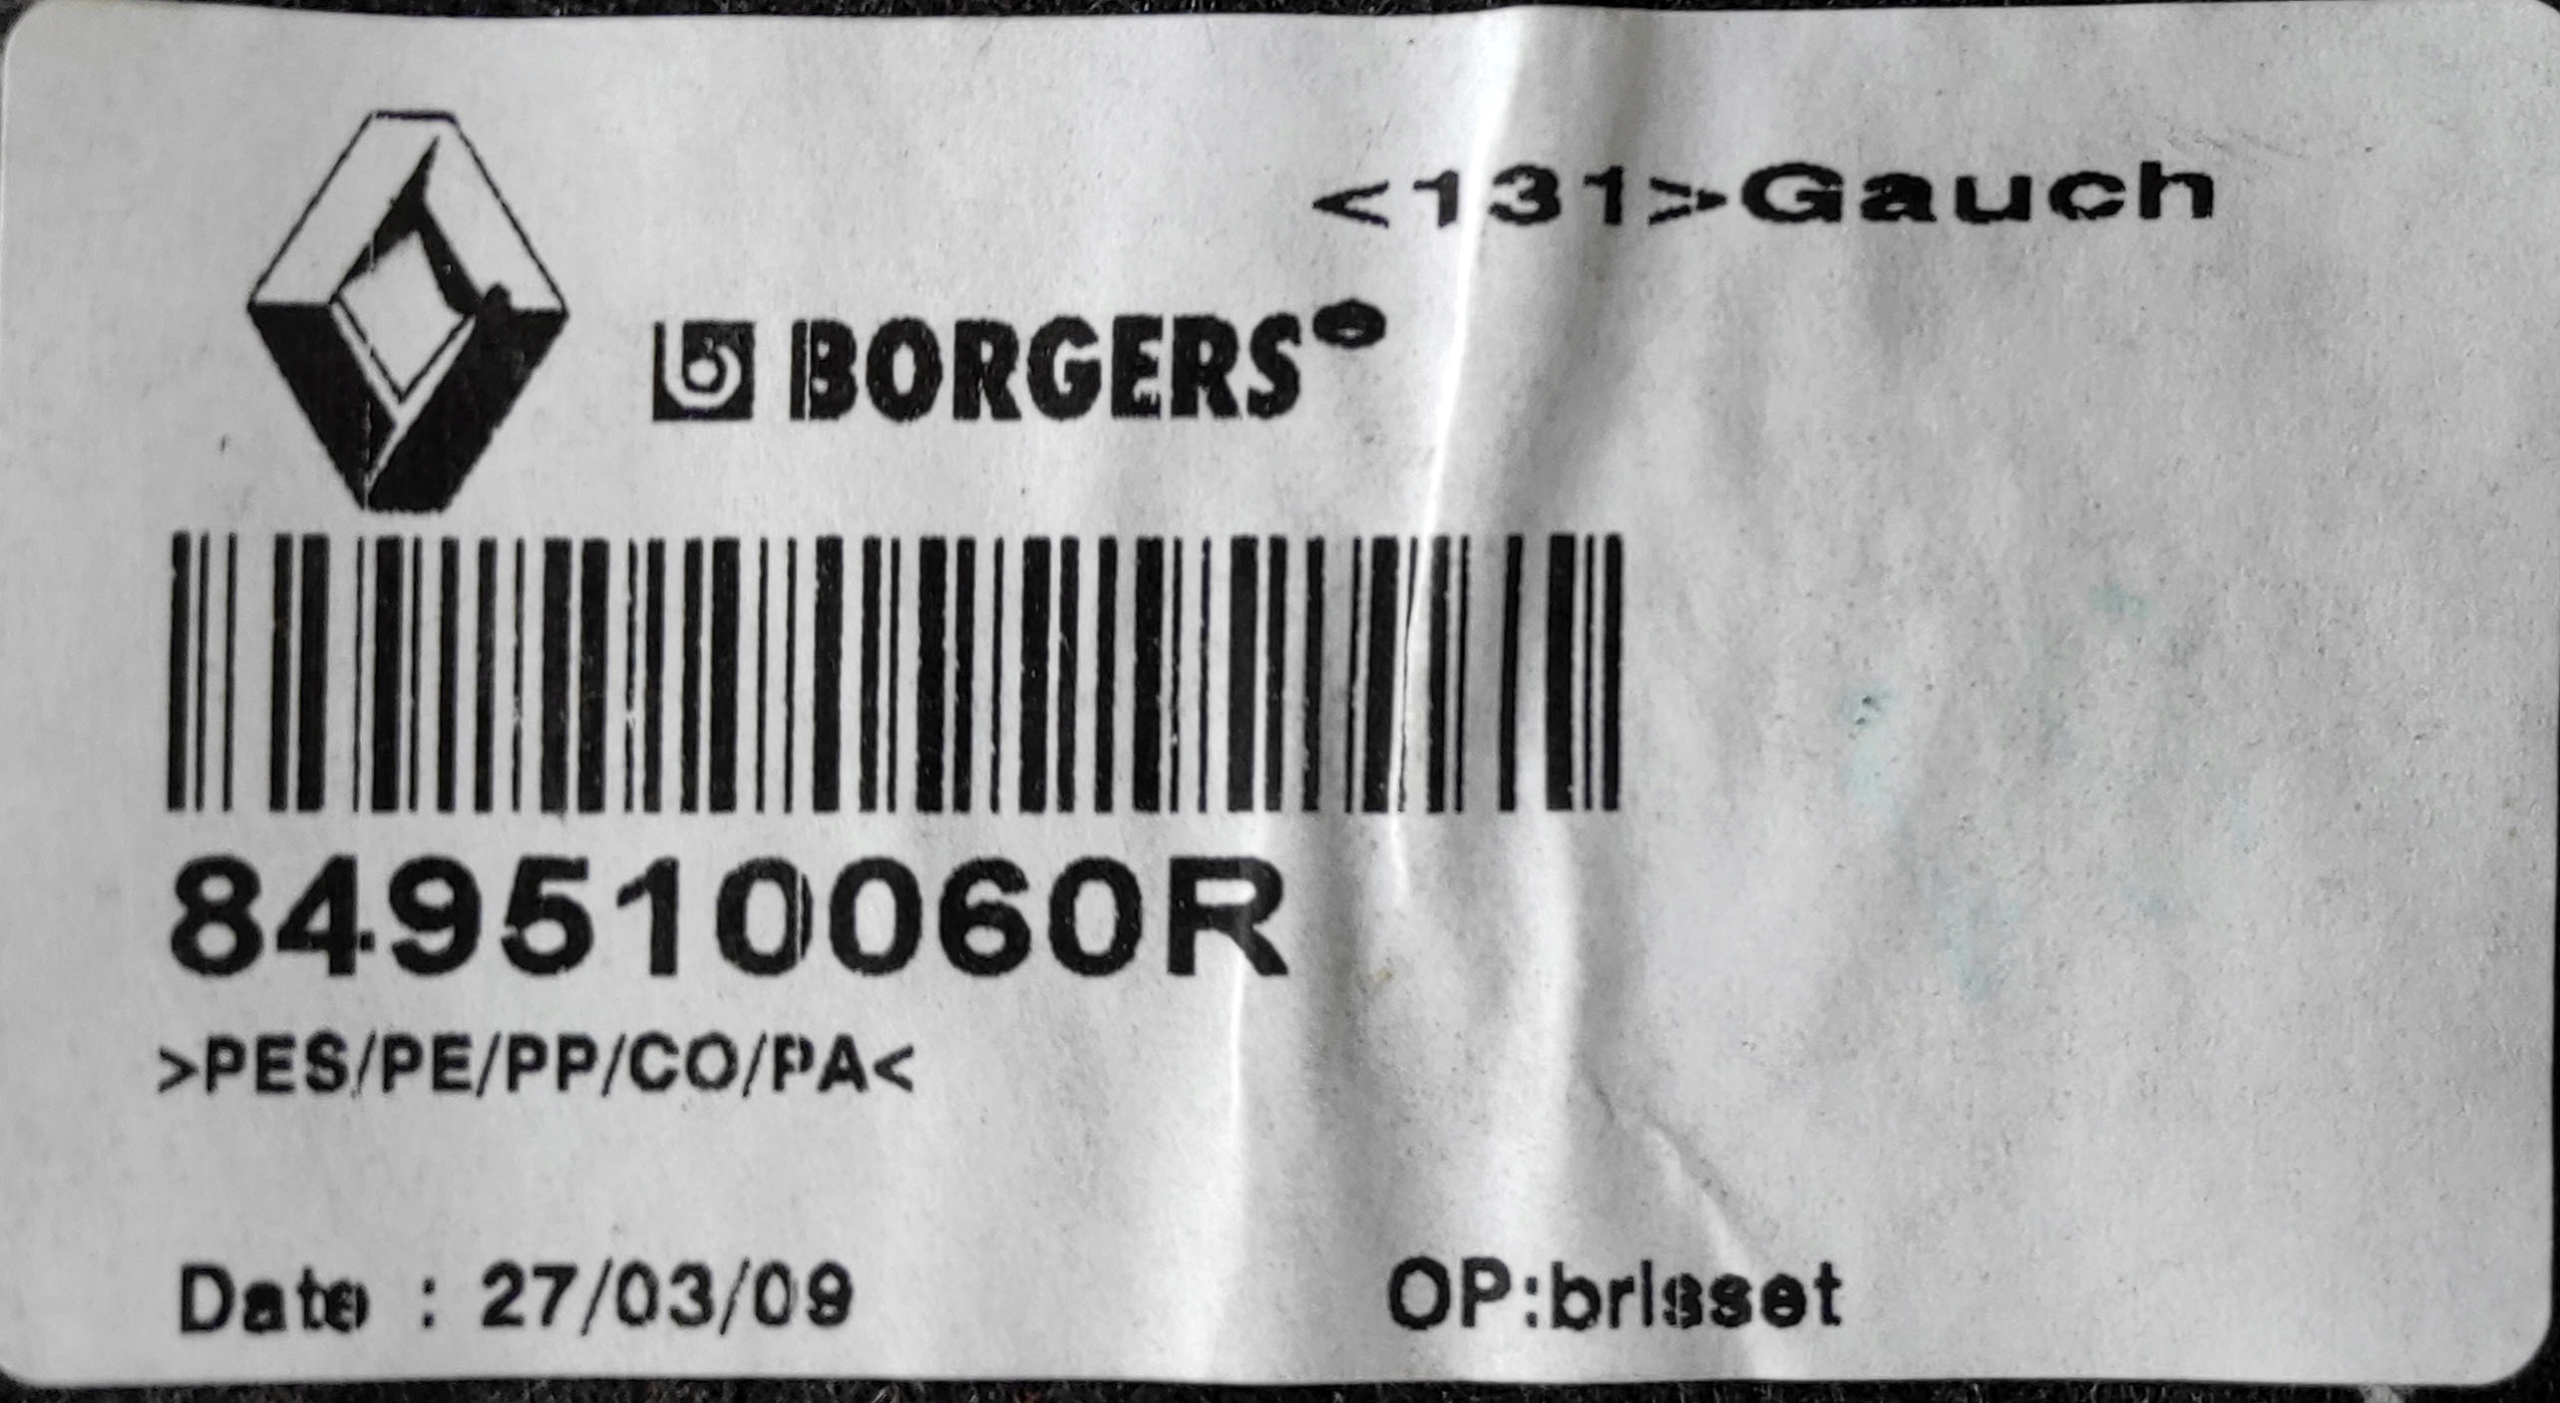 <131>Gauch
BORGERS®
849510060R
>PES/PE/PP/CO/PA<
Date : 27/03/09
OP:brisset